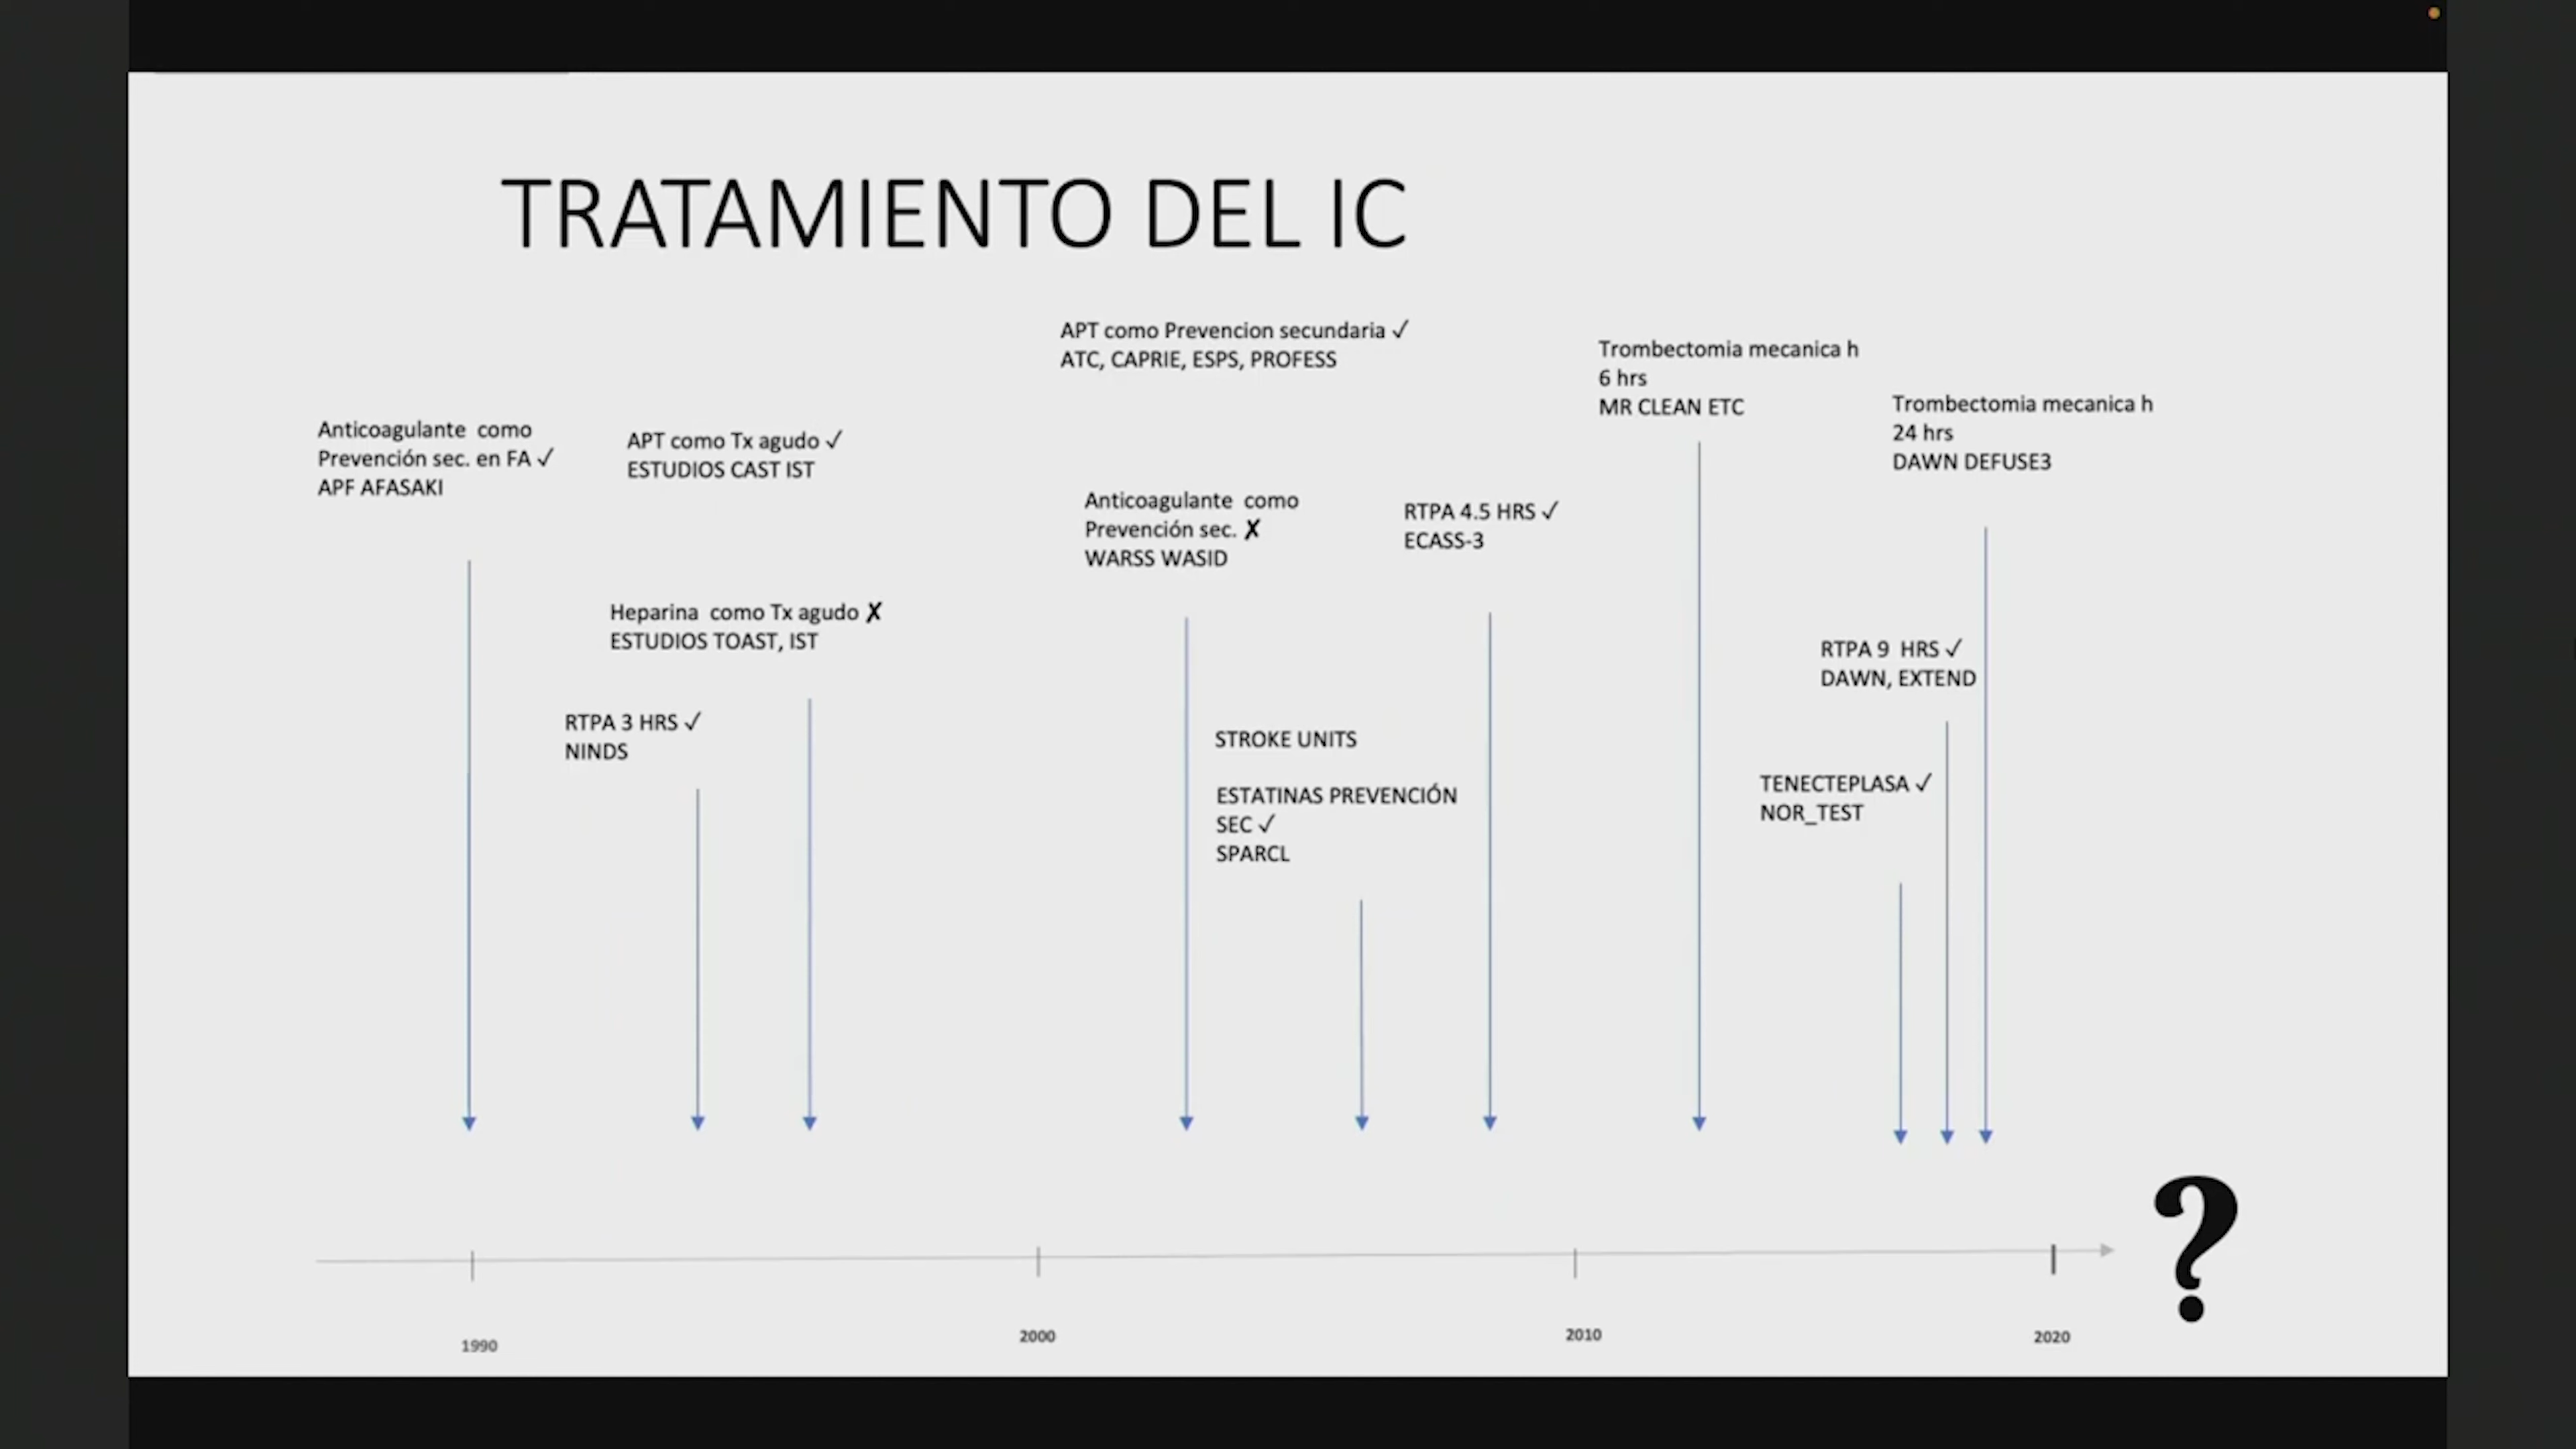 TRATAMIENTO DEL IC
Anticoagulante como
Prevención sec. en FA ✓
APF AFASAKI
APT como Tx agudo ✓
ESTUDIOS CAST IST
Heparina como Tx agudo ✗
ESTUDIOS TOAST, IST
RTPA 3 HRS ✓
NINDS
APT como Prevencion secundaria ✓
ATC, CAPRIE, ESPS, PROFESS
Anticoagulante como
Prevención sec. ✗
WARSS WASID
STROKE UNITS
ESTATINAS PREVENCIÓN
SEC ✓
SPARCL
RTPA 4.5 HRS ✓
ECASS-3
Trombectomia mecanica h
6 hrs
MR CLEAN ETC
Trombectomia mecanica h
24 hrs
DAWN DEFUSE3
RTPA 9 HRS ✓
DAWN, EXTEND
TENECTEPLASA ✓
NOR_TEST
?
1990
2000
2010
2020